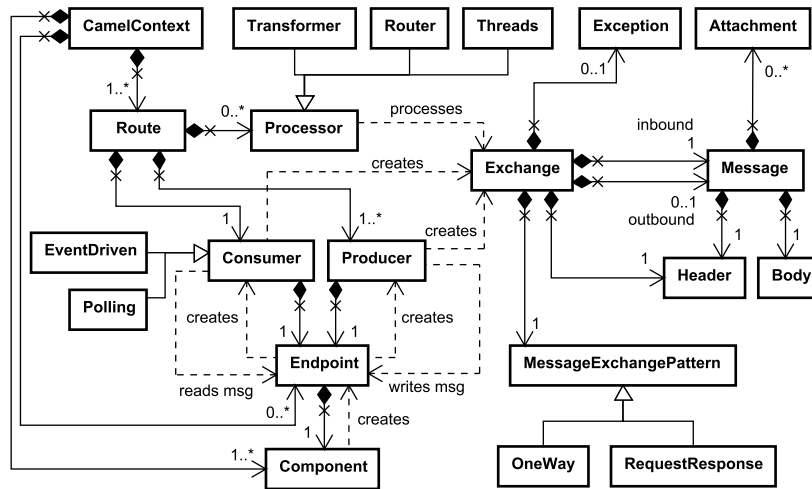 CamelContext
Transformer
Router
Threads
Exception
Attachment
0..1
0..*
1..*
0..*
Route
Processor
processes
inbound
1
creates
Exchange
Message
0..1
outbound
1
1..*
creates
1
1
EventDriven
Consumer
Producer
Header
Body
1
Polling
creates
1
1
creates
1
Endpoint
MessageExchangePattern
reads msg
writes msg
0..*
creates
1
1..*
Component
OneWay
RequestResponse